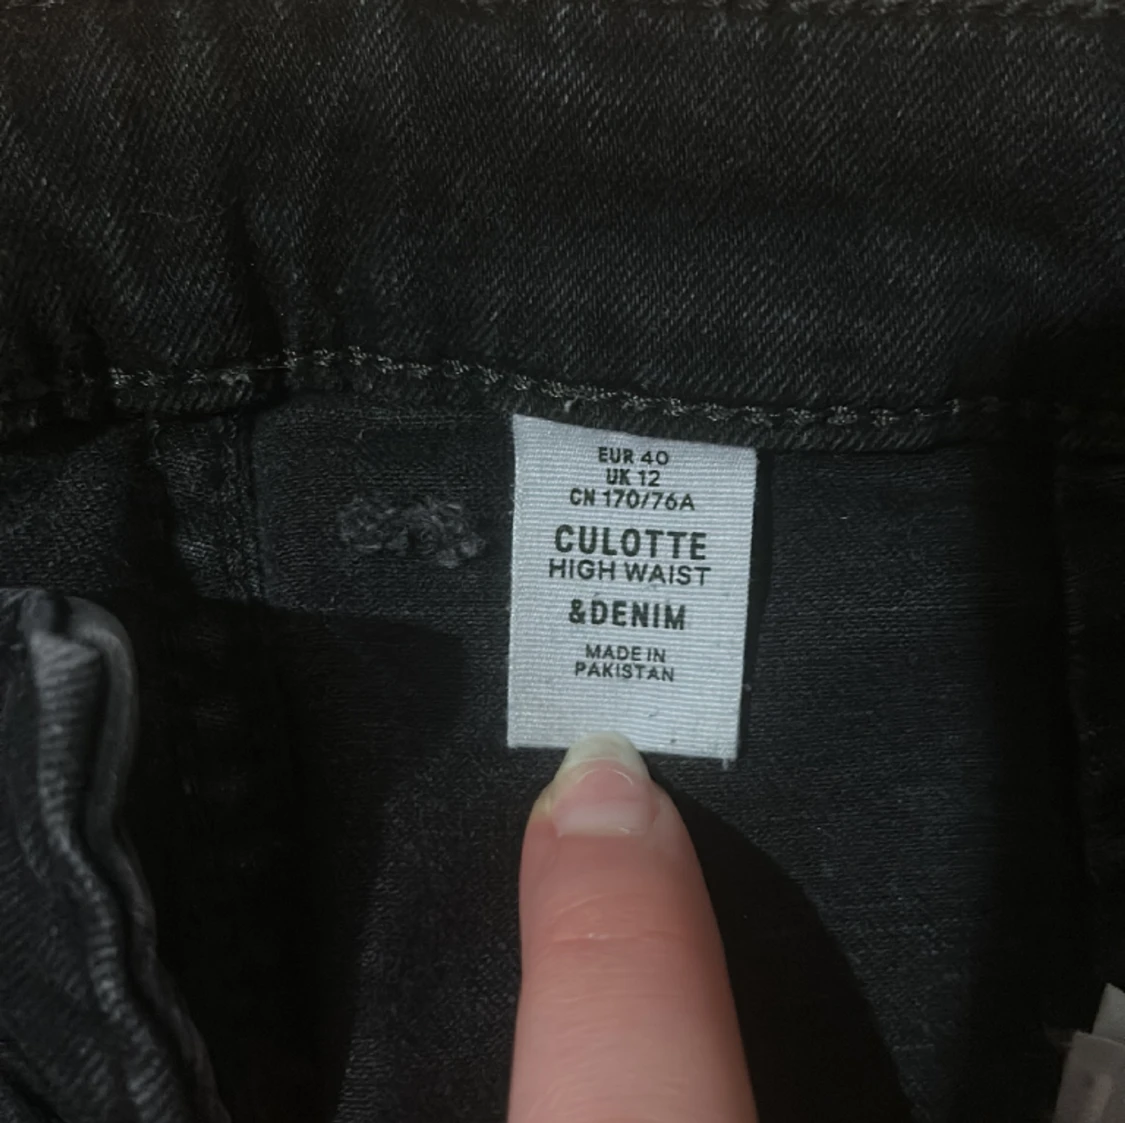 EUR 40
UK 12
CN 170/76A
CULOTTE
HIGH WAIST
&DENIM
MADE IN
PAKISTAN